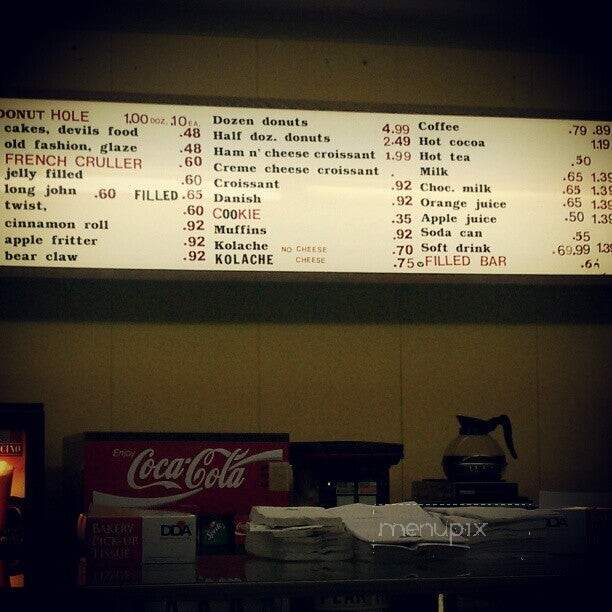 DONUT HOLE 1.00 DOZ. .10 EA.
cakes, devils food .48
old fashion, glaze .48
FRENCH CRULLER .60
jelly filled .60
long john .60 FILLED .65
twist, .60
cinnamon roll .92
apple fritter .92
bear claw .92
Dozen donuts 4.99
Half doz. donuts 2.49
Ham n' cheese croissant 1.99
Creme cheese croissant .
Croissant .92
Danish .92
COOKIE .35
Muffins .92
Kolache NO CHEESE .70
KOLACHE CHEESE .75
Coffee .79 .89
Hot cocoa 1.19
Hot tea .50
Milk .65 1.39
Choc. milk .65 1.39
Orange juice .65 1.39
Apple juice .50 1.39
Soda can .55
Soft drink .69 .99
FILLED BAR
Enjoy
Coca-Cola
BAKERY
PICK-UP
TISSUE
DDA
menupix